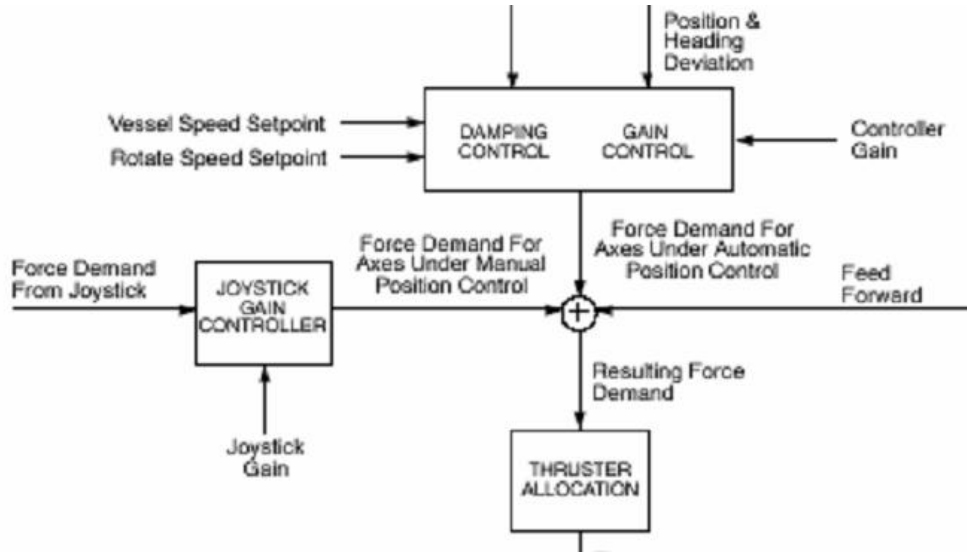 Position &
Heading
Deviation
Vessel Speed Setpoint
Rotate Speed Setpoint
DAMPING
CONTROL
GAIN
CONTROL
Controller
Gain
Force Demand For
Axes Under Manual
Position Control
Force Demand For
Axes Under Automatic
Position Control
Force Demand
From Joystick
JOYSTICK
GAIN
CONTROLLER
Feed
Forward
+
Resulting Force
Demand
Joystick
Gain
THRUSTER
ALLOCATION